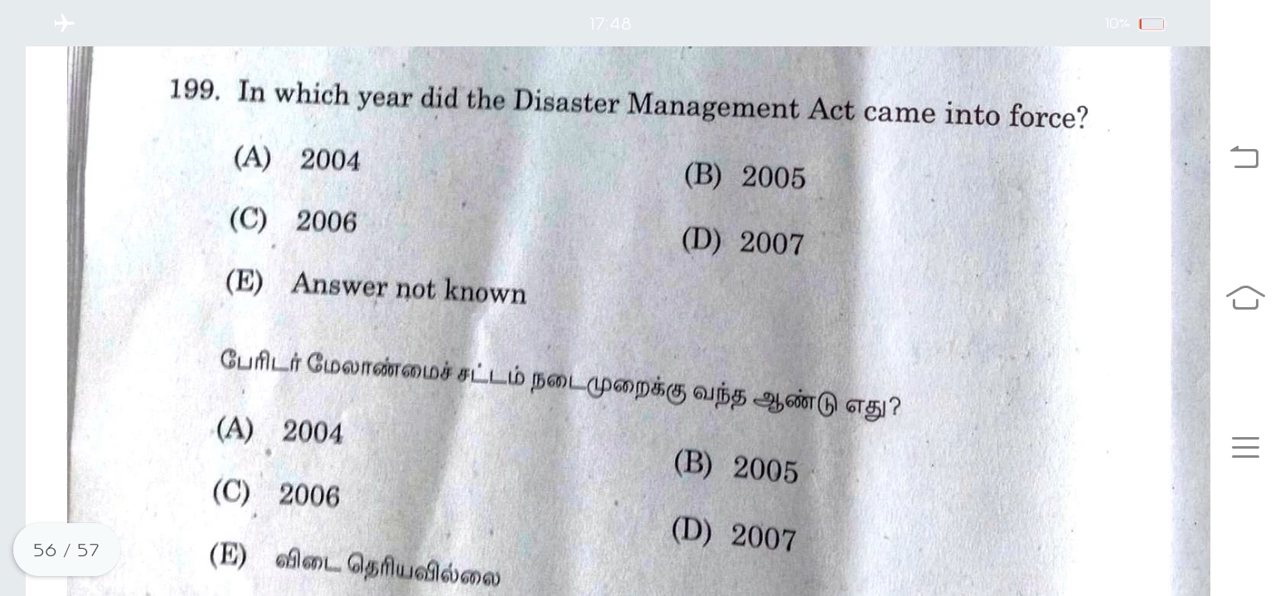 17:48
10%
199. In which year did the Disaster Management Act came into force?
(A) 2004
(B) 2005
(C) 2006
(D) 2007
(E) Answer not known
பேரிடர் மேலாண்மைச் சட்டம் நடைமுறைக்கு வந்த ஆண்டு எது?
(A) 2004
(B) 2005
(C) 2006
(D) 2007
(E) விடை தெரியவில்லை
56 / 57